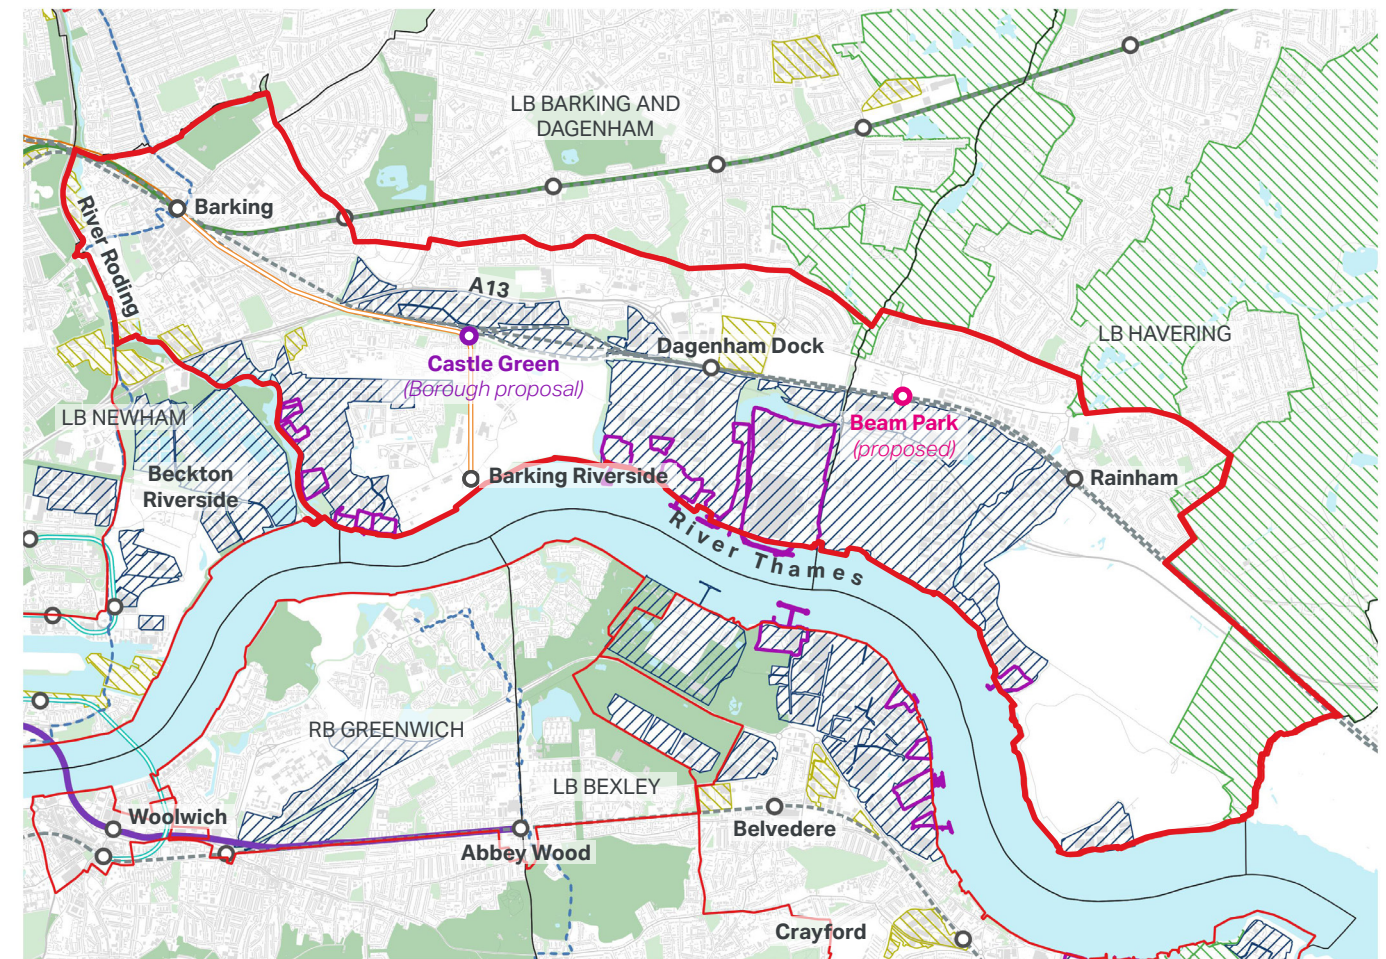 LB BARKING AND
DAGENHAM
Barking
River Roding
A13
LB HAVERING
Castle Green
(Borough proposal)
Dagenham Dock
Beam Park
(proposed)
LB NEWHAM
Beckton
Riverside
Barking Riverside
Rainham
River Thames
RB GREENWICH
LB BEXLEY
Woolwich
Abbey Wood
Belvedere
Crayford